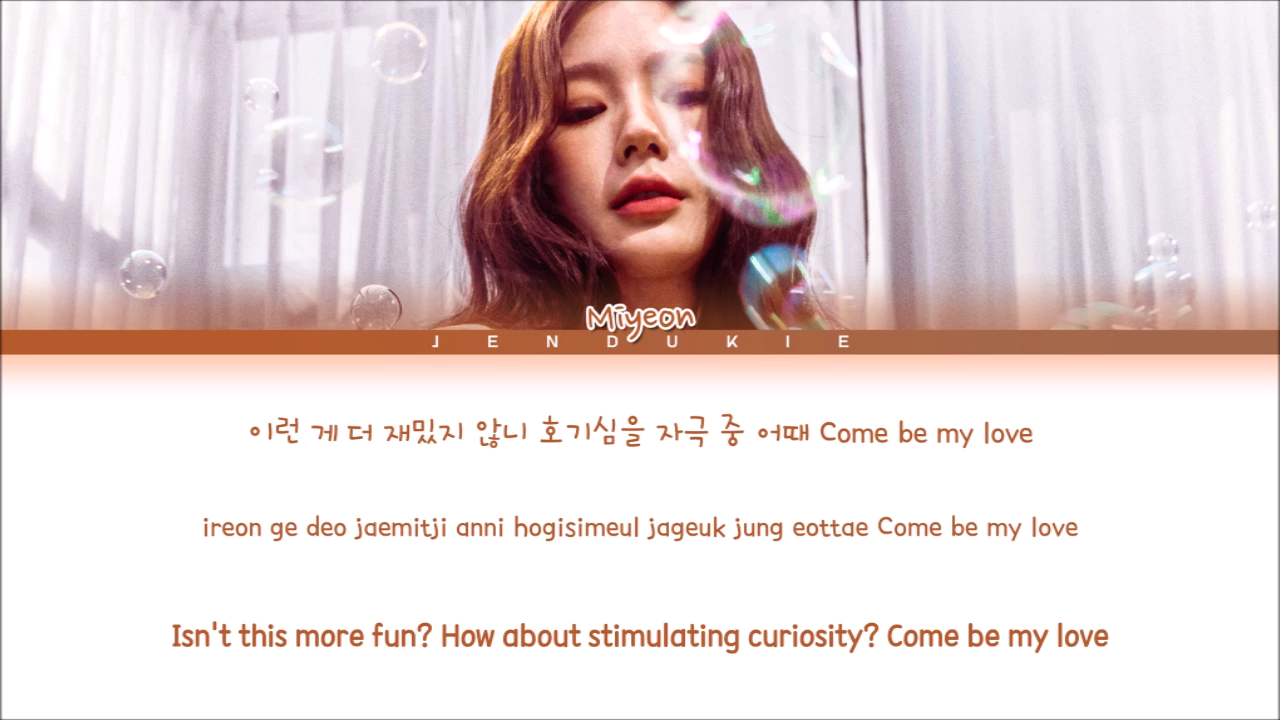 Miyeon
JENDUKIE
이런 게 더 재밌지 않니 호기심을 자극 중 어때 Come be my love
ireon ge deo jaemitji anni hogisimeul jageuk jung eottae Come be my love
Isn't this more fun? How about stimulating curiosity? Come be my love